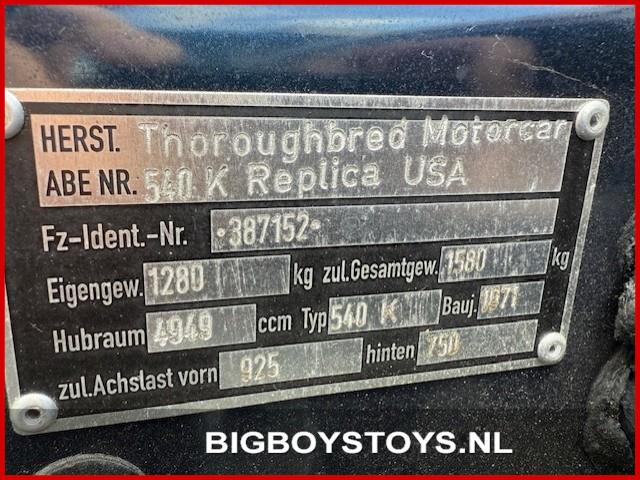 HERST. Thoroughbred Motorcar
ABE NR. 540 K Replica USA
Fz-Ident.-Nr. •387152•
Eigengew. 1280 kg zul.Gesamtgew. 1580 kg
Hubraum 4949 ccm Typ 540 K Bauj. 1971
zul.Achslast vorn 925 hinten 750
BIGBOYSTOYS.NL